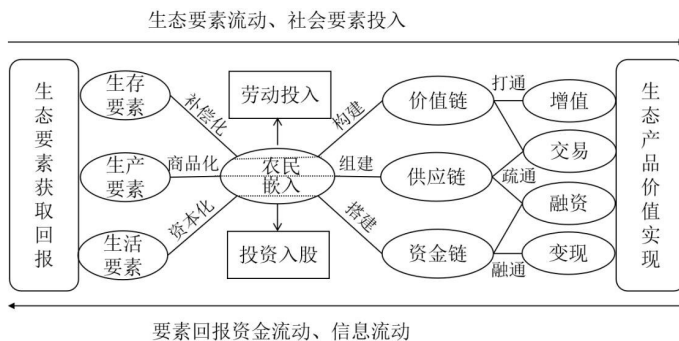 生态要素流动、社会要素投入
生态要素获取回报
生存
要素
生产
要素
生活
要素
补偿化
商品化
资本化
劳动投入
农民
嵌入
投资入股
构建
组建
搭建
价值链
供应链
资金链
打通
疏通
融通
增值
交易
融资
变现
生态产品价值实现
要素回报资金流动、信息流动